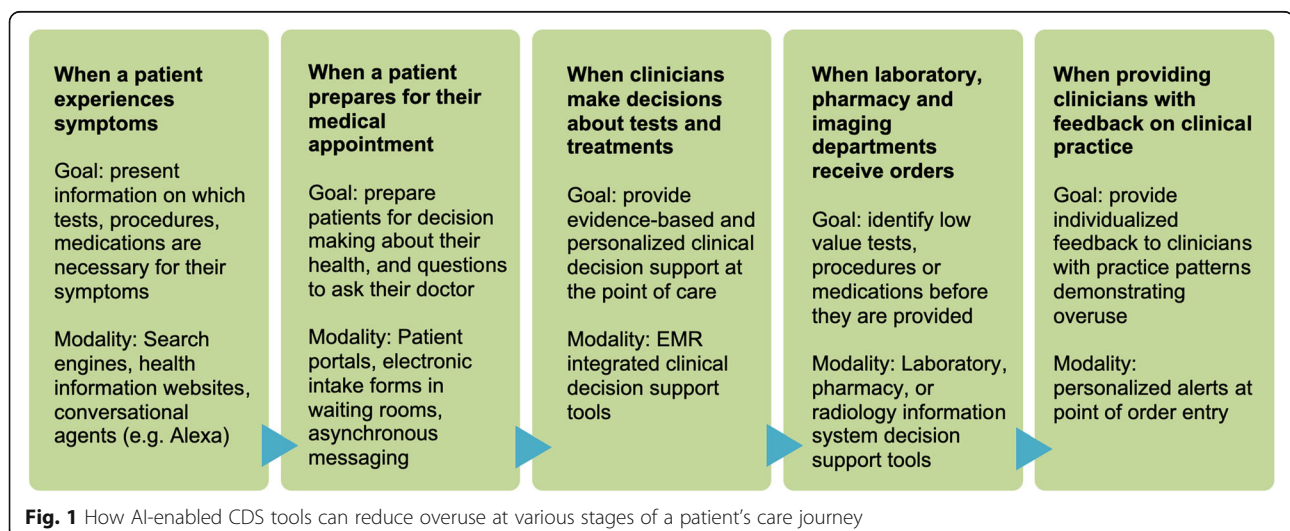 When a patient
experiences
symptoms
Goal: present
information on which
tests, procedures,
medications are
necessary for their
symptoms
Modality: Search
engines, health
information websites,
conversational
agents (e.g. Alexa)
When a patient
prepares for their
medical
appointment
Goal: prepare
patients for decision
making about their
health, and questions
to ask their doctor
Modality: Patient
portals, electronic
intake forms in
waiting rooms,
asynchronous
messaging
When clinicians
make decisions
about tests and
treatments
Goal: provide
evidence-based and
personalized clinical
decision support at
the point of care
Modality: EMR
integrated clinical
decision support
tools
When laboratory,
pharmacy and
imaging
departments
receive orders
Goal: identify low
value tests,
procedures or
medications before
they are provided
Modality: Laboratory,
pharmacy, or
radiology information
system decision
support tools
When providing
clinicians with
feedback on clinical
practice
Goal: provide
individualized
feedback to clinicians
with practice patterns
demonstrating
overuse
Modality:
personalized alerts at
point of order entry
Fig. 1 How AI-enabled CDS tools can reduce overuse at various stages of a patient's care journey